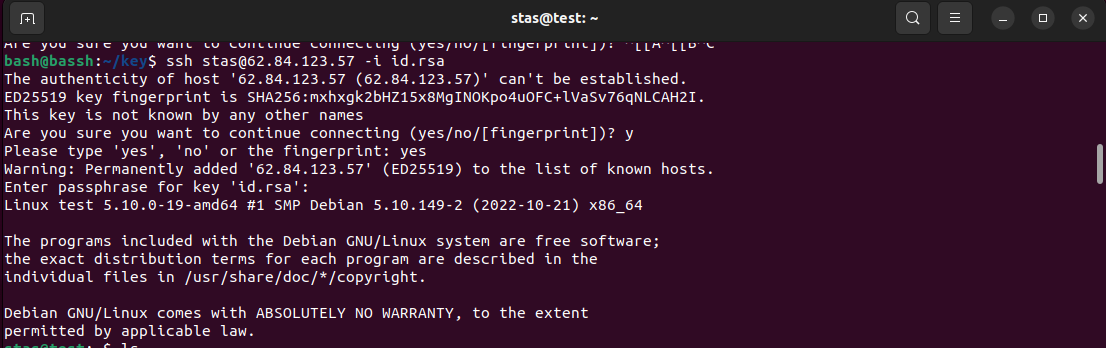 stas@test: ~
Are you sure you want to continue connecting (yes/no/[fingerprint])? ^[[A^[[B^C
bash@bassh:~/key$ ssh stas@62.84.123.57 -i id.rsa
The authenticity of host '62.84.123.57 (62.84.123.57)' can't be established.
ED25519 key fingerprint is SHA256:mxhxgk2bHZ15x8MgINOKpo4uOFC+lVaSv76qNLCAH2I.
This key is not known by any other names
Are you sure you want to continue connecting (yes/no/[fingerprint])? y
Please type 'yes', 'no' or the fingerprint: yes
Warning: Permanently added '62.84.123.57' (ED25519) to the list of known hosts.
Enter passphrase for key 'id.rsa':
Linux test 5.10.0-19-amd64 #1 SMP Debian 5.10.149-2 (2022-10-21) x86_64
The programs included with the Debian GNU/Linux system are free software;
the exact distribution terms for each program are described in the
individual files in /usr/share/doc/*/copyright.
Debian GNU/Linux comes with ABSOLUTELY NO WARRANTY, to the extent
permitted by applicable law.
stas@test:~$ ls